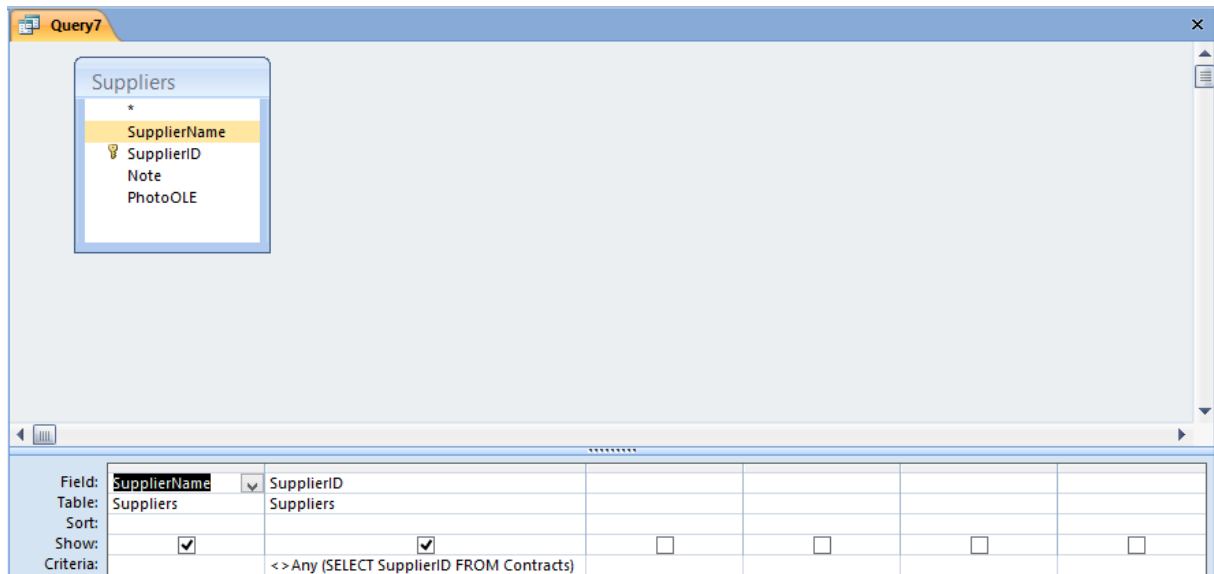 Query7
Suppliers
*
SupplierName
SupplierID
Note
PhotoOLE
Field: SupplierName SupplierID
Table: Suppliers Suppliers
Sort:
Show:
Criteria: <>Any (SELECT SupplierID FROM Contracts)